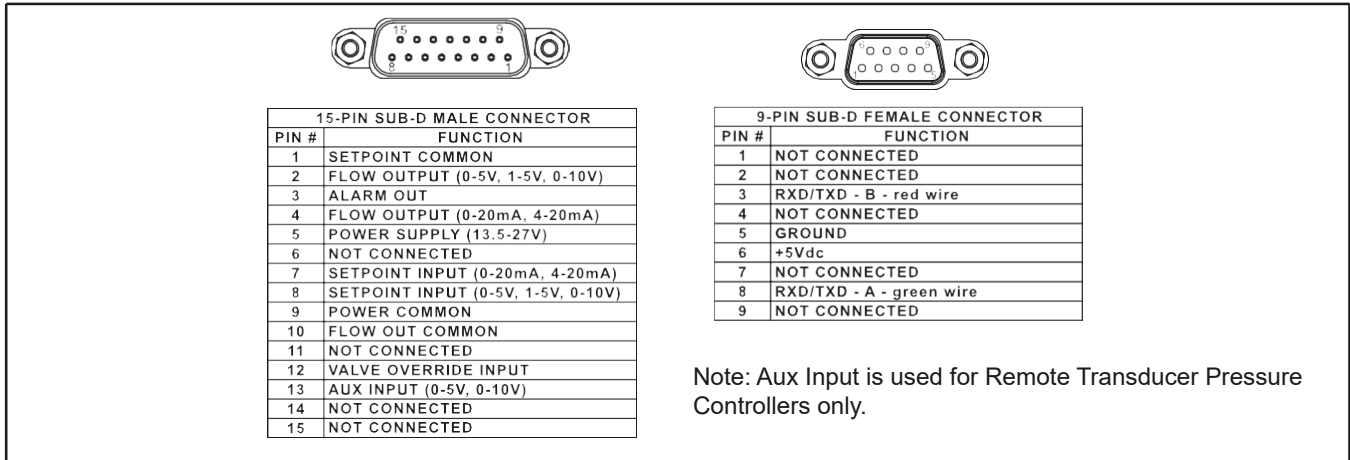 15 9
8 1
15-PIN SUB-D MALE CONNECTOR
PIN # FUNCTION
1 SETPOINT COMMON
2 FLOW OUTPUT (0-5V, 1-5V, 0-10V)
3 ALARM OUT
4 FLOW OUTPUT (0-20mA, 4-20mA)
5 POWER SUPPLY (13.5-27V)
6 NOT CONNECTED
7 SETPOINT INPUT (0-20mA, 4-20mA)
8 SETPOINT INPUT (0-5V, 1-5V, 0-10V)
9 POWER COMMON
10 FLOW OUT COMMON
11 NOT CONNECTED
12 VALVE OVERRIDE INPUT
13 AUX INPUT (0-5V, 0-10V)
14 NOT CONNECTED
15 NOT CONNECTED
6 9
1 5
9-PIN SUB-D FEMALE CONNECTOR
PIN # FUNCTION
1 NOT CONNECTED
2 NOT CONNECTED
3 RXD/TXD - B - red wire
4 NOT CONNECTED
5 GROUND
6 +5Vdc
7 NOT CONNECTED
8 RXD/TXD - A - green wire
9 NOT CONNECTED
Note: Aux Input is used for Remote Transducer Pressure
Controllers only.